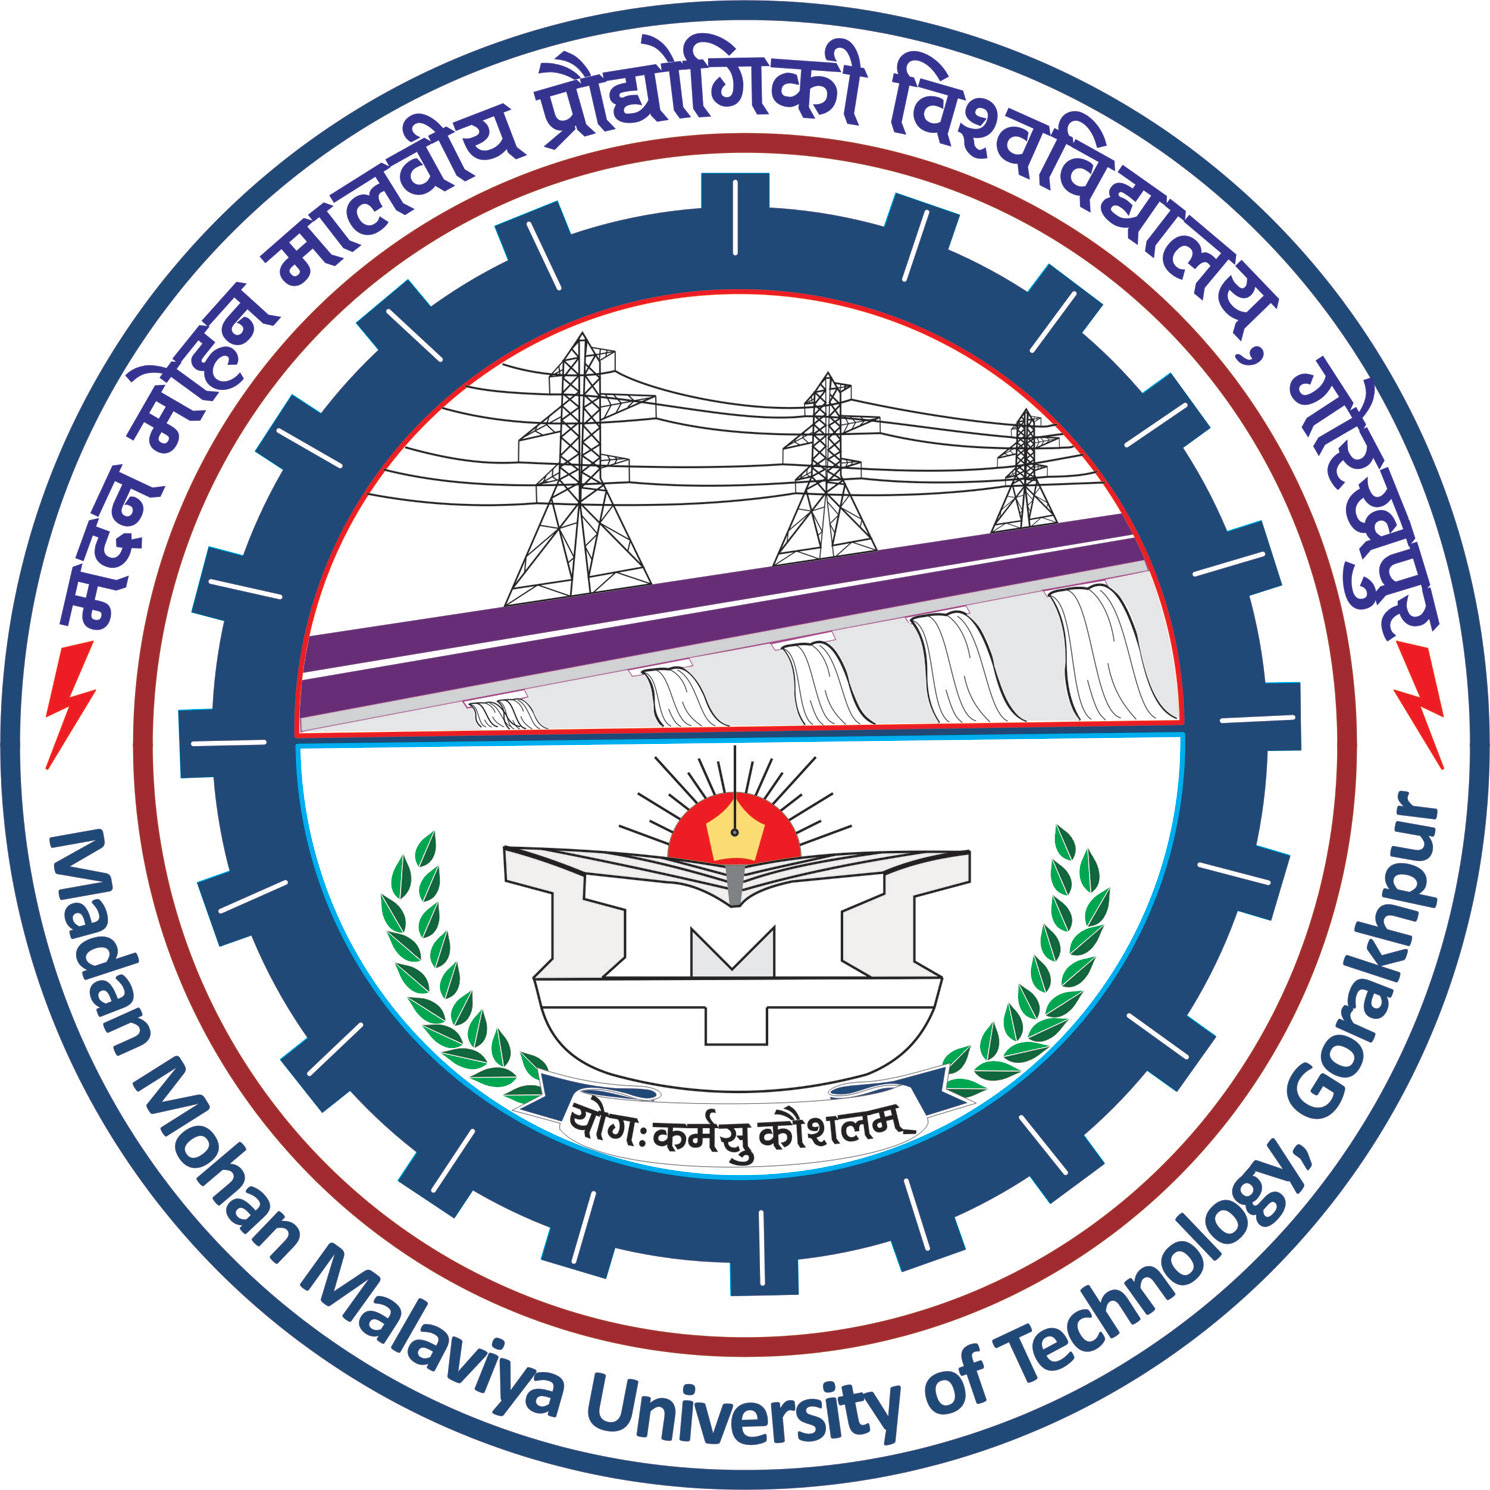 मदन मोहन मालवीय प्रौद्योगिकी विश्वविद्यालय, गोरखपुर
योगः कर्मसु कौशलम्
Madan Mohan Malaviya University of Technology, Gorakhpur